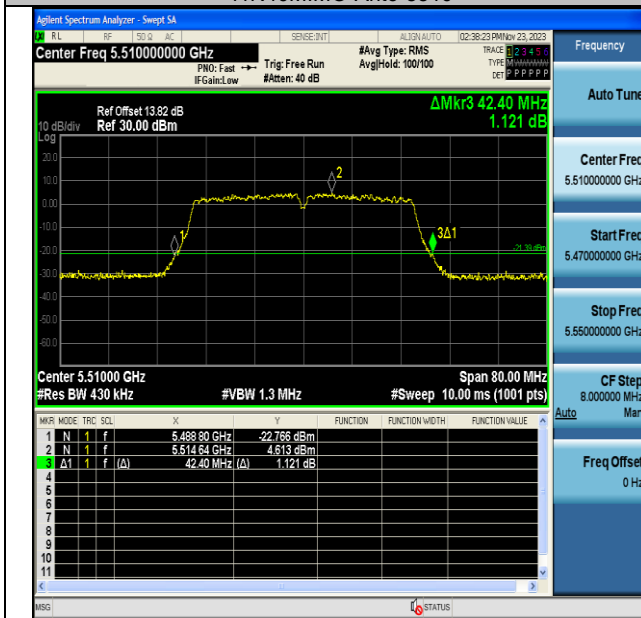 Agilent Spectrum Analyzer - Swept SA
RL RF 50 Ω AC SENSE:INT ALIGN AUTO 02:38:23 PM Nov 23, 2023
Center Freq 5.510000000 GHz
PNO: Fast Trig: Free Run #Avg Type: RMS TRACE 1 2 3 4 5 6
IFGain:Low #Atten: 40 dB Avg|Hold: 100/100 TYPE M
DET P P P P P P
Frequency
Auto Tune
Ref Offset 13.82 dB ΔMkr3 42.40 MHz
10 dB/div Ref 30.00 dBm 1.121 dB
Log
20.0
10.0
0.00
-10.0
-20.0
-30.0
-40.0
-50.0
-60.0
2
1
3Δ1
-21.39 dBm
Center Freq
5.510000000 GHz
Start Freq
5.470000000 GHz
Stop Freq
5.550000000 GHz
Center 5.51000 GHz Span 80.00 MHz
#Res BW 430 kHz #VBW 1.3 MHz #Sweep 10.00 ms (1001 pts)
CF Step
8.000000 MHz
Auto Man
MKR MODE TRC SCL X Y FUNCTION FUNCTION WIDTH FUNCTION VALUE
1 N 1 f 5.488 80 GHz -22.766 dBm
2 N 1 f 5.514 64 GHz 4.613 dBm
3 Δ1 1 f (Δ) 42.40 MHz (Δ) 1.121 dB
4
5
6
7
8
9
10
11
Freq Offset
0 Hz
MSG STATUS